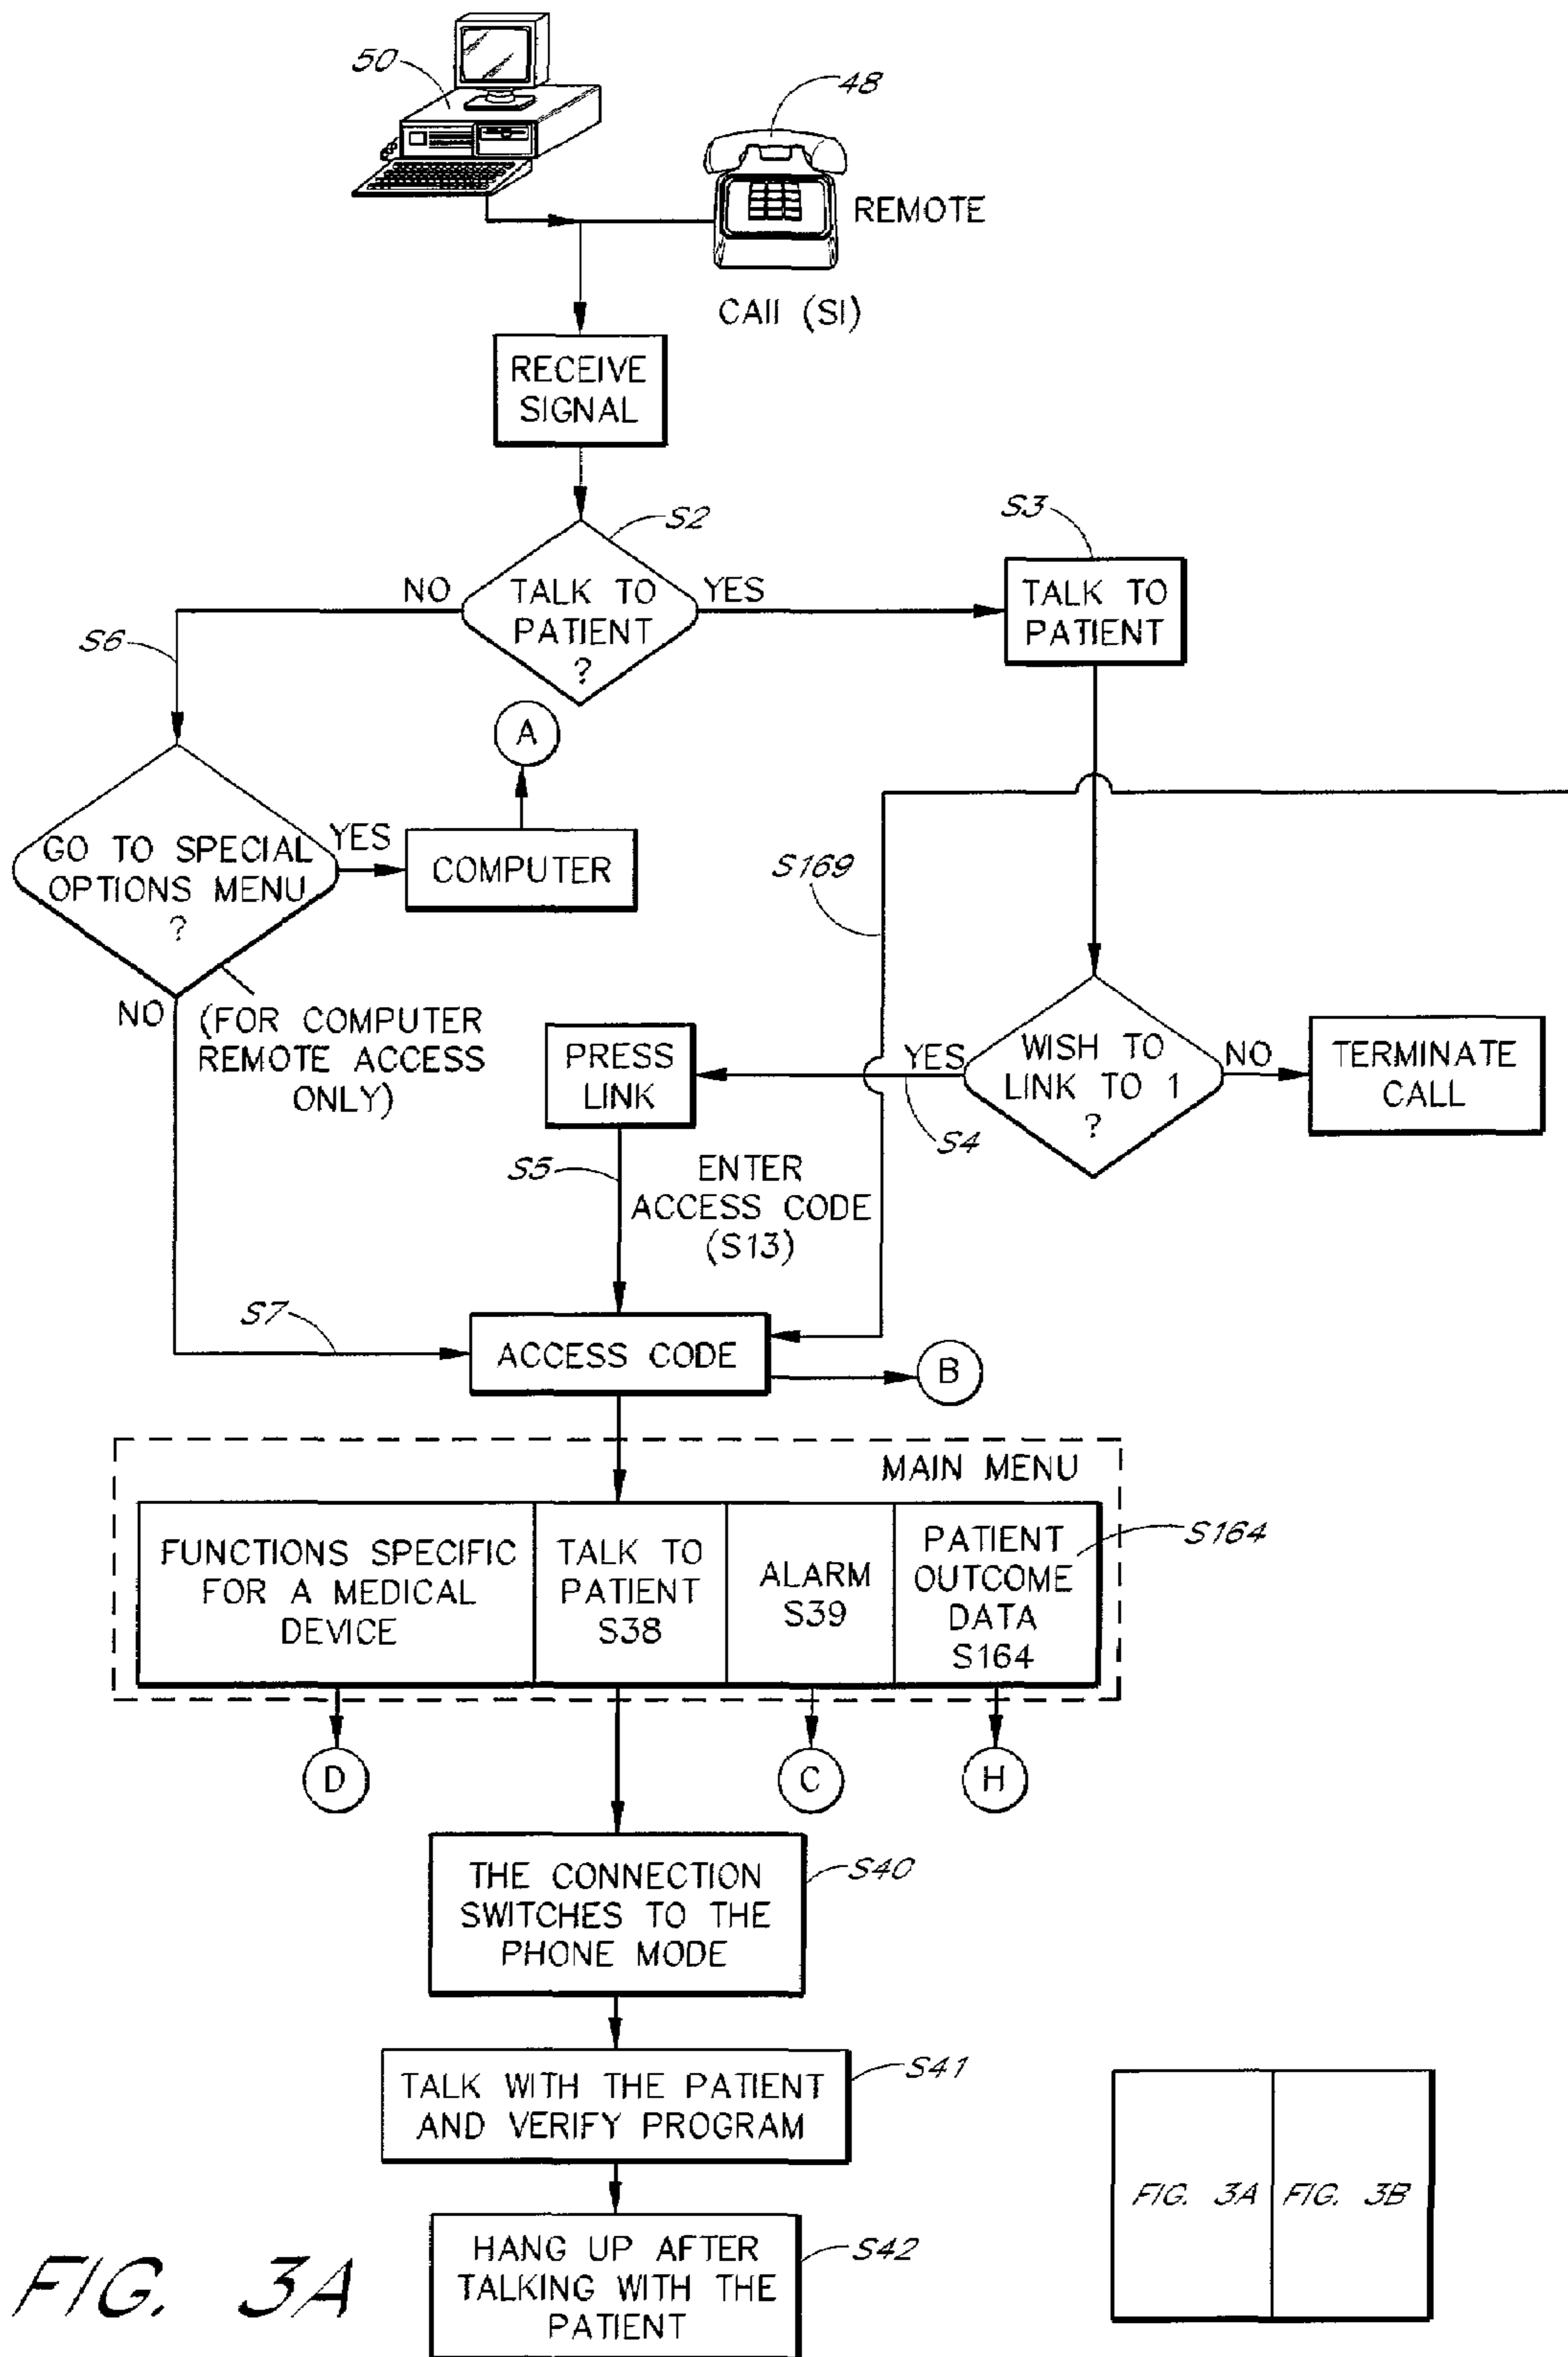 50
48
REMOTE
CAll (SI)
RECEIVE
SIGNAL
S2
S3
NO
TALK TO
PATIENT
?
YES
TALK TO
PATIENT
S6
A
GO TO SPECIAL
OPTIONS MENU
?
YES
COMPUTER
S169
NO
(FOR COMPUTER
REMOTE ACCESS
ONLY)
PRESS
LINK
YES
WISH TO
LINK TO 1
?
NO
TERMINATE
CALL
S4
S5
ENTER
ACCESS CODE
(S13)
S7
ACCESS CODE
B
MAIN MENU
FUNCTIONS SPECIFIC
FOR A MEDICAL
DEVICE
TALK TO
PATIENT
S38
ALARM
S39
PATIENT
OUTCOME
DATA
S164
S164
D
C
H
THE CONNECTION
SWITCHES TO THE
PHONE MODE
S40
TALK WITH THE PATIENT
AND VERIFY PROGRAM
S41
HANG UP AFTER
TALKING WITH THE
PATIENT
S42
FIG. 3A
FIG. 3B
FIG. 3A